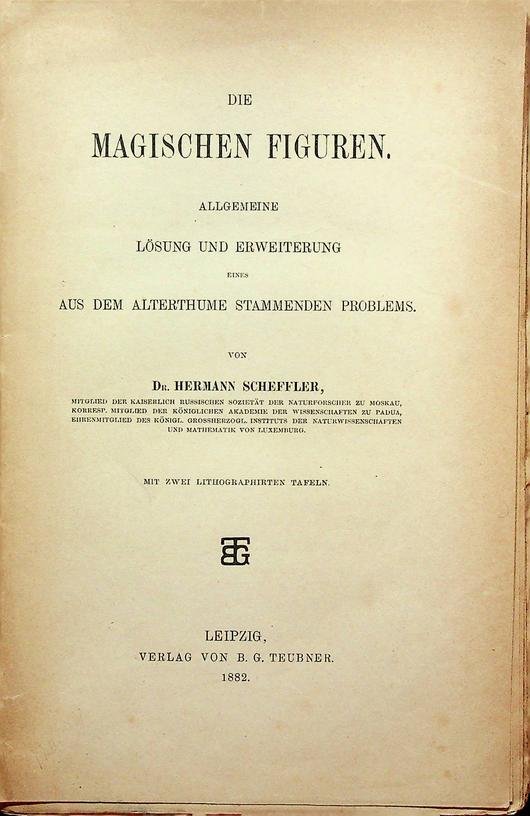 DIE
MAGISCHEN FIGUREN.
ALLGEMEINE
LÖSUNG UND ERWEITERUNG
EINES
AUS DEM ALTERTHUME STAMMENDEN PROBLEMS.
VON
DR. HERMANN SCHEFFLER,
MITGLIED DER KAISERLICH RUSSISCHEN SOZIETÄT DER NATURFORSCHER ZU MOSKAU,
KORRESP. MITGLIED DER KÖNIGLICHEN AKADEMIE DER WISSENSCHAFTEN ZU PADUA,
EHRENMITGLIED DES KÖNIGL. GROSSHERZOGL. INSTITUTS DER NATURWISSENSCHAFTEN
UND MATHEMATIK VON LUXEMBURG.
MIT ZWEI LITHOGRAPHIRTEN TAFELN.
BTG
LEIPZIG,
VERLAG VON B. G. TEUBNER.
1882.